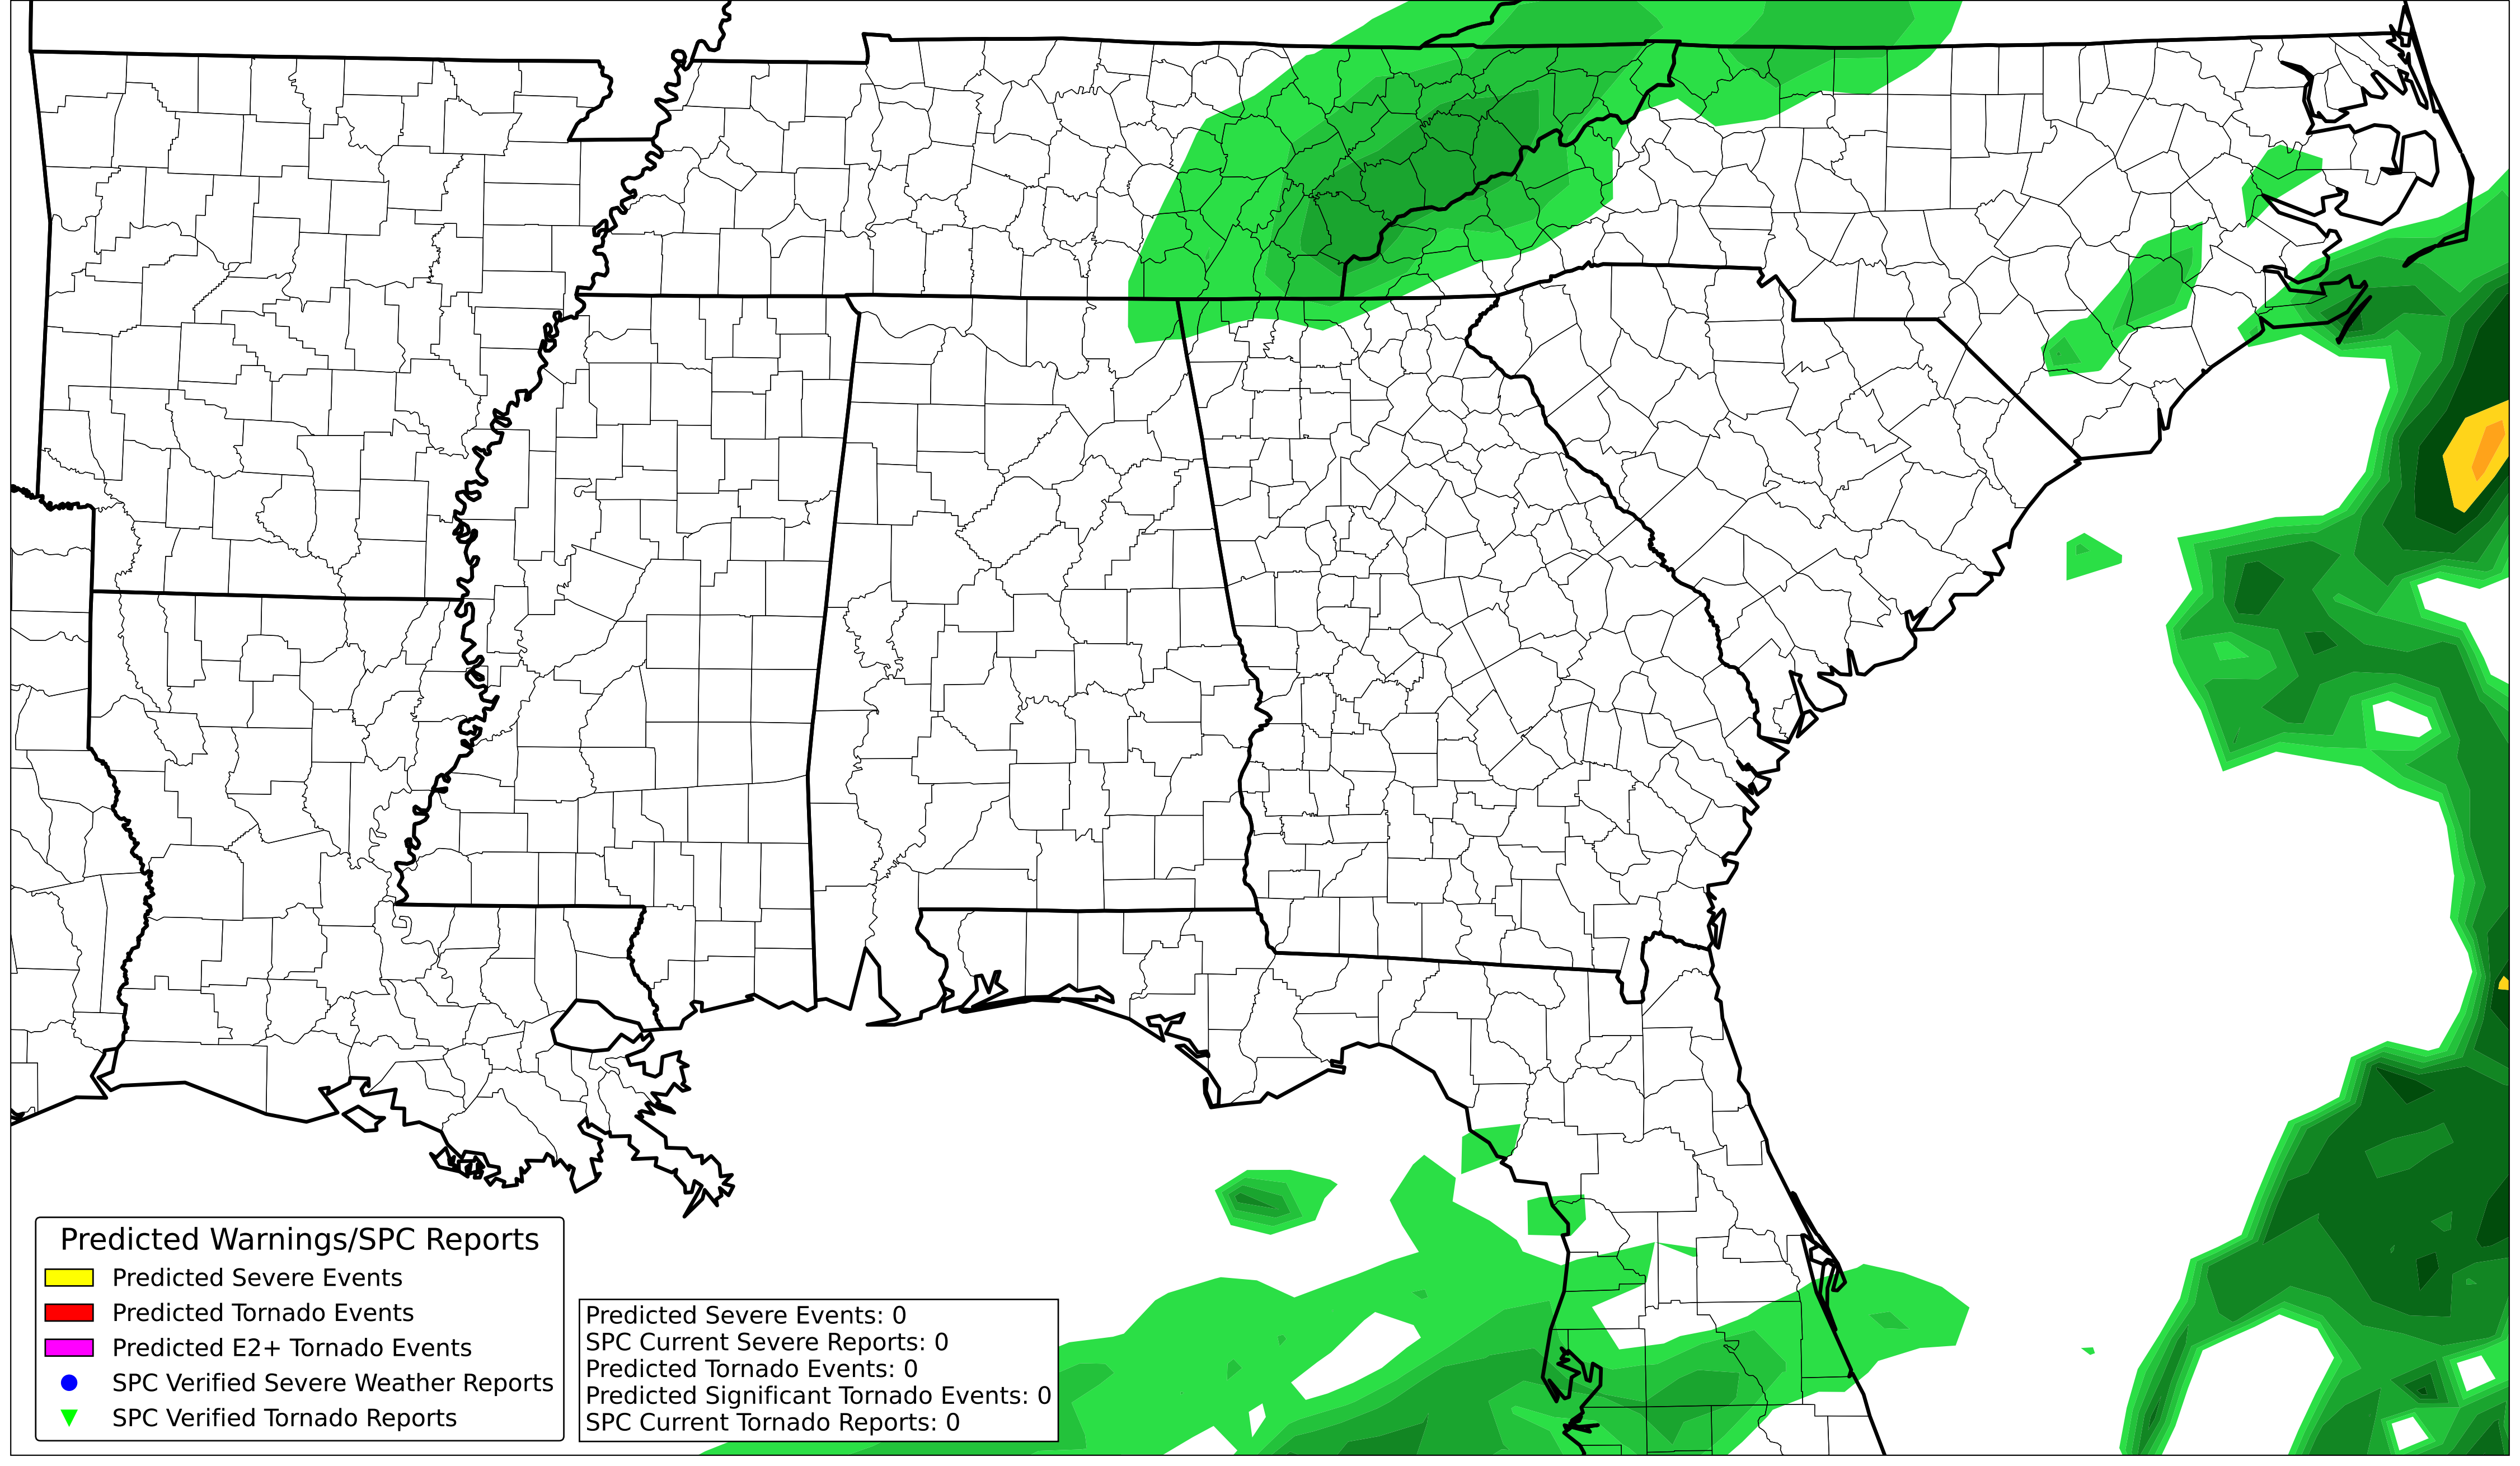 Predicted Warnings/SPC Reports
Predicted Severe Events
Predicted Tornado Events
Predicted E2+ Tornado Events
SPC Verified Severe Weather Reports
SPC Verified Tornado Reports
Predicted Severe Events: 0
SPC Current Severe Reports: 0
Predicted Tornado Events: 0
Predicted Significant Tornado Events: 0
SPC Current Tornado Reports: 0